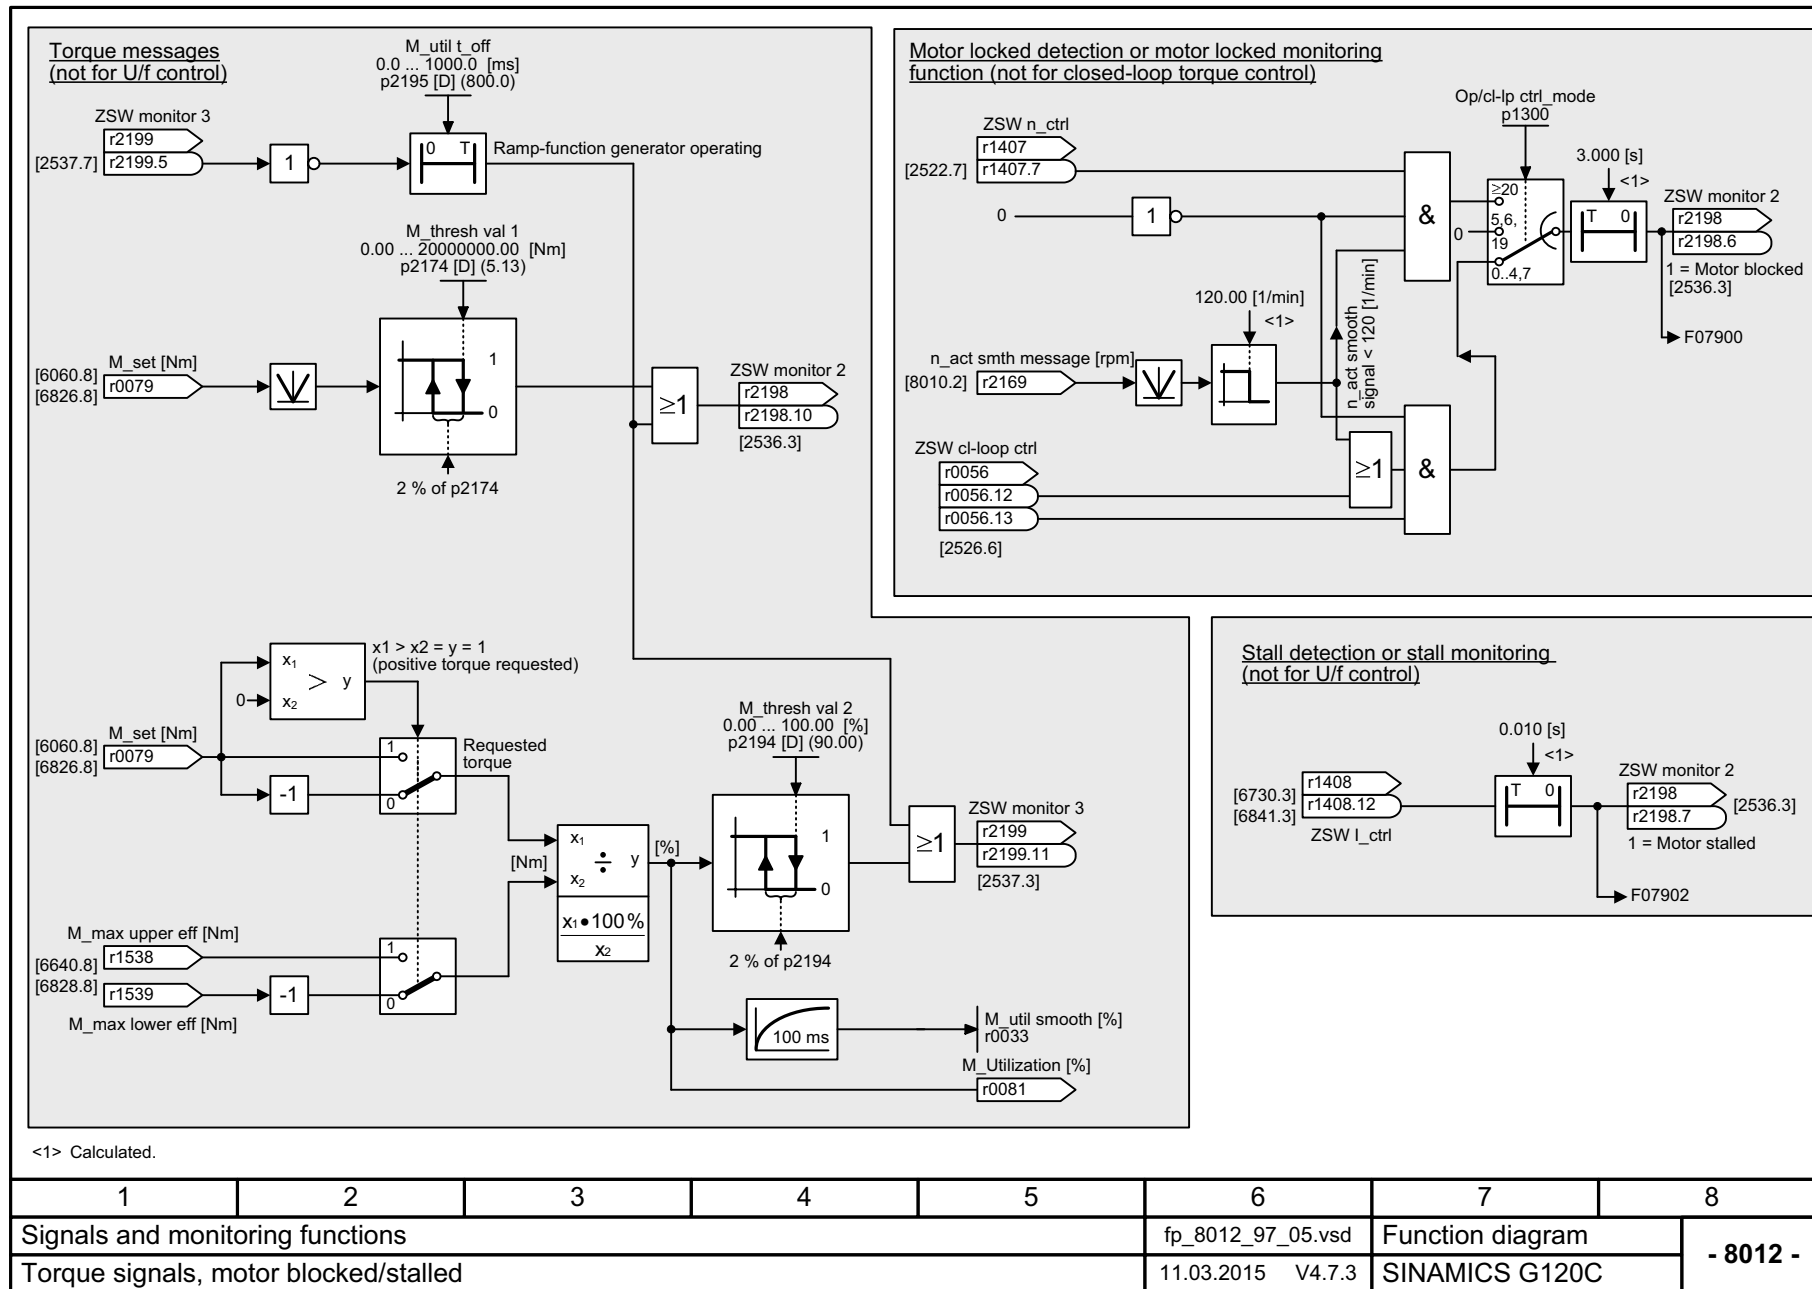 Torque messages
(not for U/f control)
M_util t_off
0.0 ... 1000.0 [ms]
p2195 [D] (800.0)
ZSW monitor 3
r2199
[2537.7]
r2199.5
1
0 T
Ramp-function generator operating
M_thresh val 1
0.00 ... 20000000.00 [Nm]
p2174 [D] (5.13)
M_set [Nm]
[6060.8]
[6826.8]
r0079
1
0
2 % of p2174
≥1
ZSW monitor 2
r2198
r2198.10
[2536.3]
x1 > x2 = y = 1
(positive torque requested)
x1
> y
0
x2
M_set [Nm]
[6060.8]
[6826.8]
r0079
-1
1
0
Requested
torque
M_max upper eff [Nm]
[6640.8]
[6828.8]
r1538
r1539
M_max lower eff [Nm]
-1
1
0
[Nm]
x1
÷ y
x2
x1•100%
x2
[%]
M_thresh val 2
0.00 ... 100.00 [%]
p2194 [D] (90.00)
1
0
2 % of p2194
≥1
ZSW monitor 3
r2199
r2199.11
[2537.3]
100 ms
M_util smooth [%]
r0033
M_Utilization [%]
r0081
Motor locked detection or motor locked monitoring
function (not for closed-loop torque control)
Op/cl-lp ctrl_mode
p1300
ZSW n_ctrl
r1407
[2522.7]
r1407.7
0
1
&
≥20
5,6,
19
0
0..4,7
3.000 [s]
<1>
T 0
ZSW monitor 2
r2198
r2198.6
1 = Motor blocked
[2536.3]
F07900
120.00 [1/min]
<1>
n_act smth message [rpm]
[8010.2]
r2169
n_act smooth
signal < 120 [1/min]
ZSW cl-loop ctrl
r0056
r0056.12
r0056.13
[2526.6]
≥1
&
Stall detection or stall monitoring
(not for U/f control)
0.010 [s]
<1>
[6730.3]
[6841.3]
r1408
r1408.12
ZSW I_ctrl
T 0
ZSW monitor 2
r2198
r2198.7
[2536.3]
1 = Motor stalled
F07902
<1> Calculated.
1 2 3 4 5 6 7 8
Signals and monitoring functions
fp_8012_97_05.vsd
Function diagram
- 8012 -
Torque signals, motor blocked/stalled
11.03.2015 V4.7.3
SINAMICS G120C